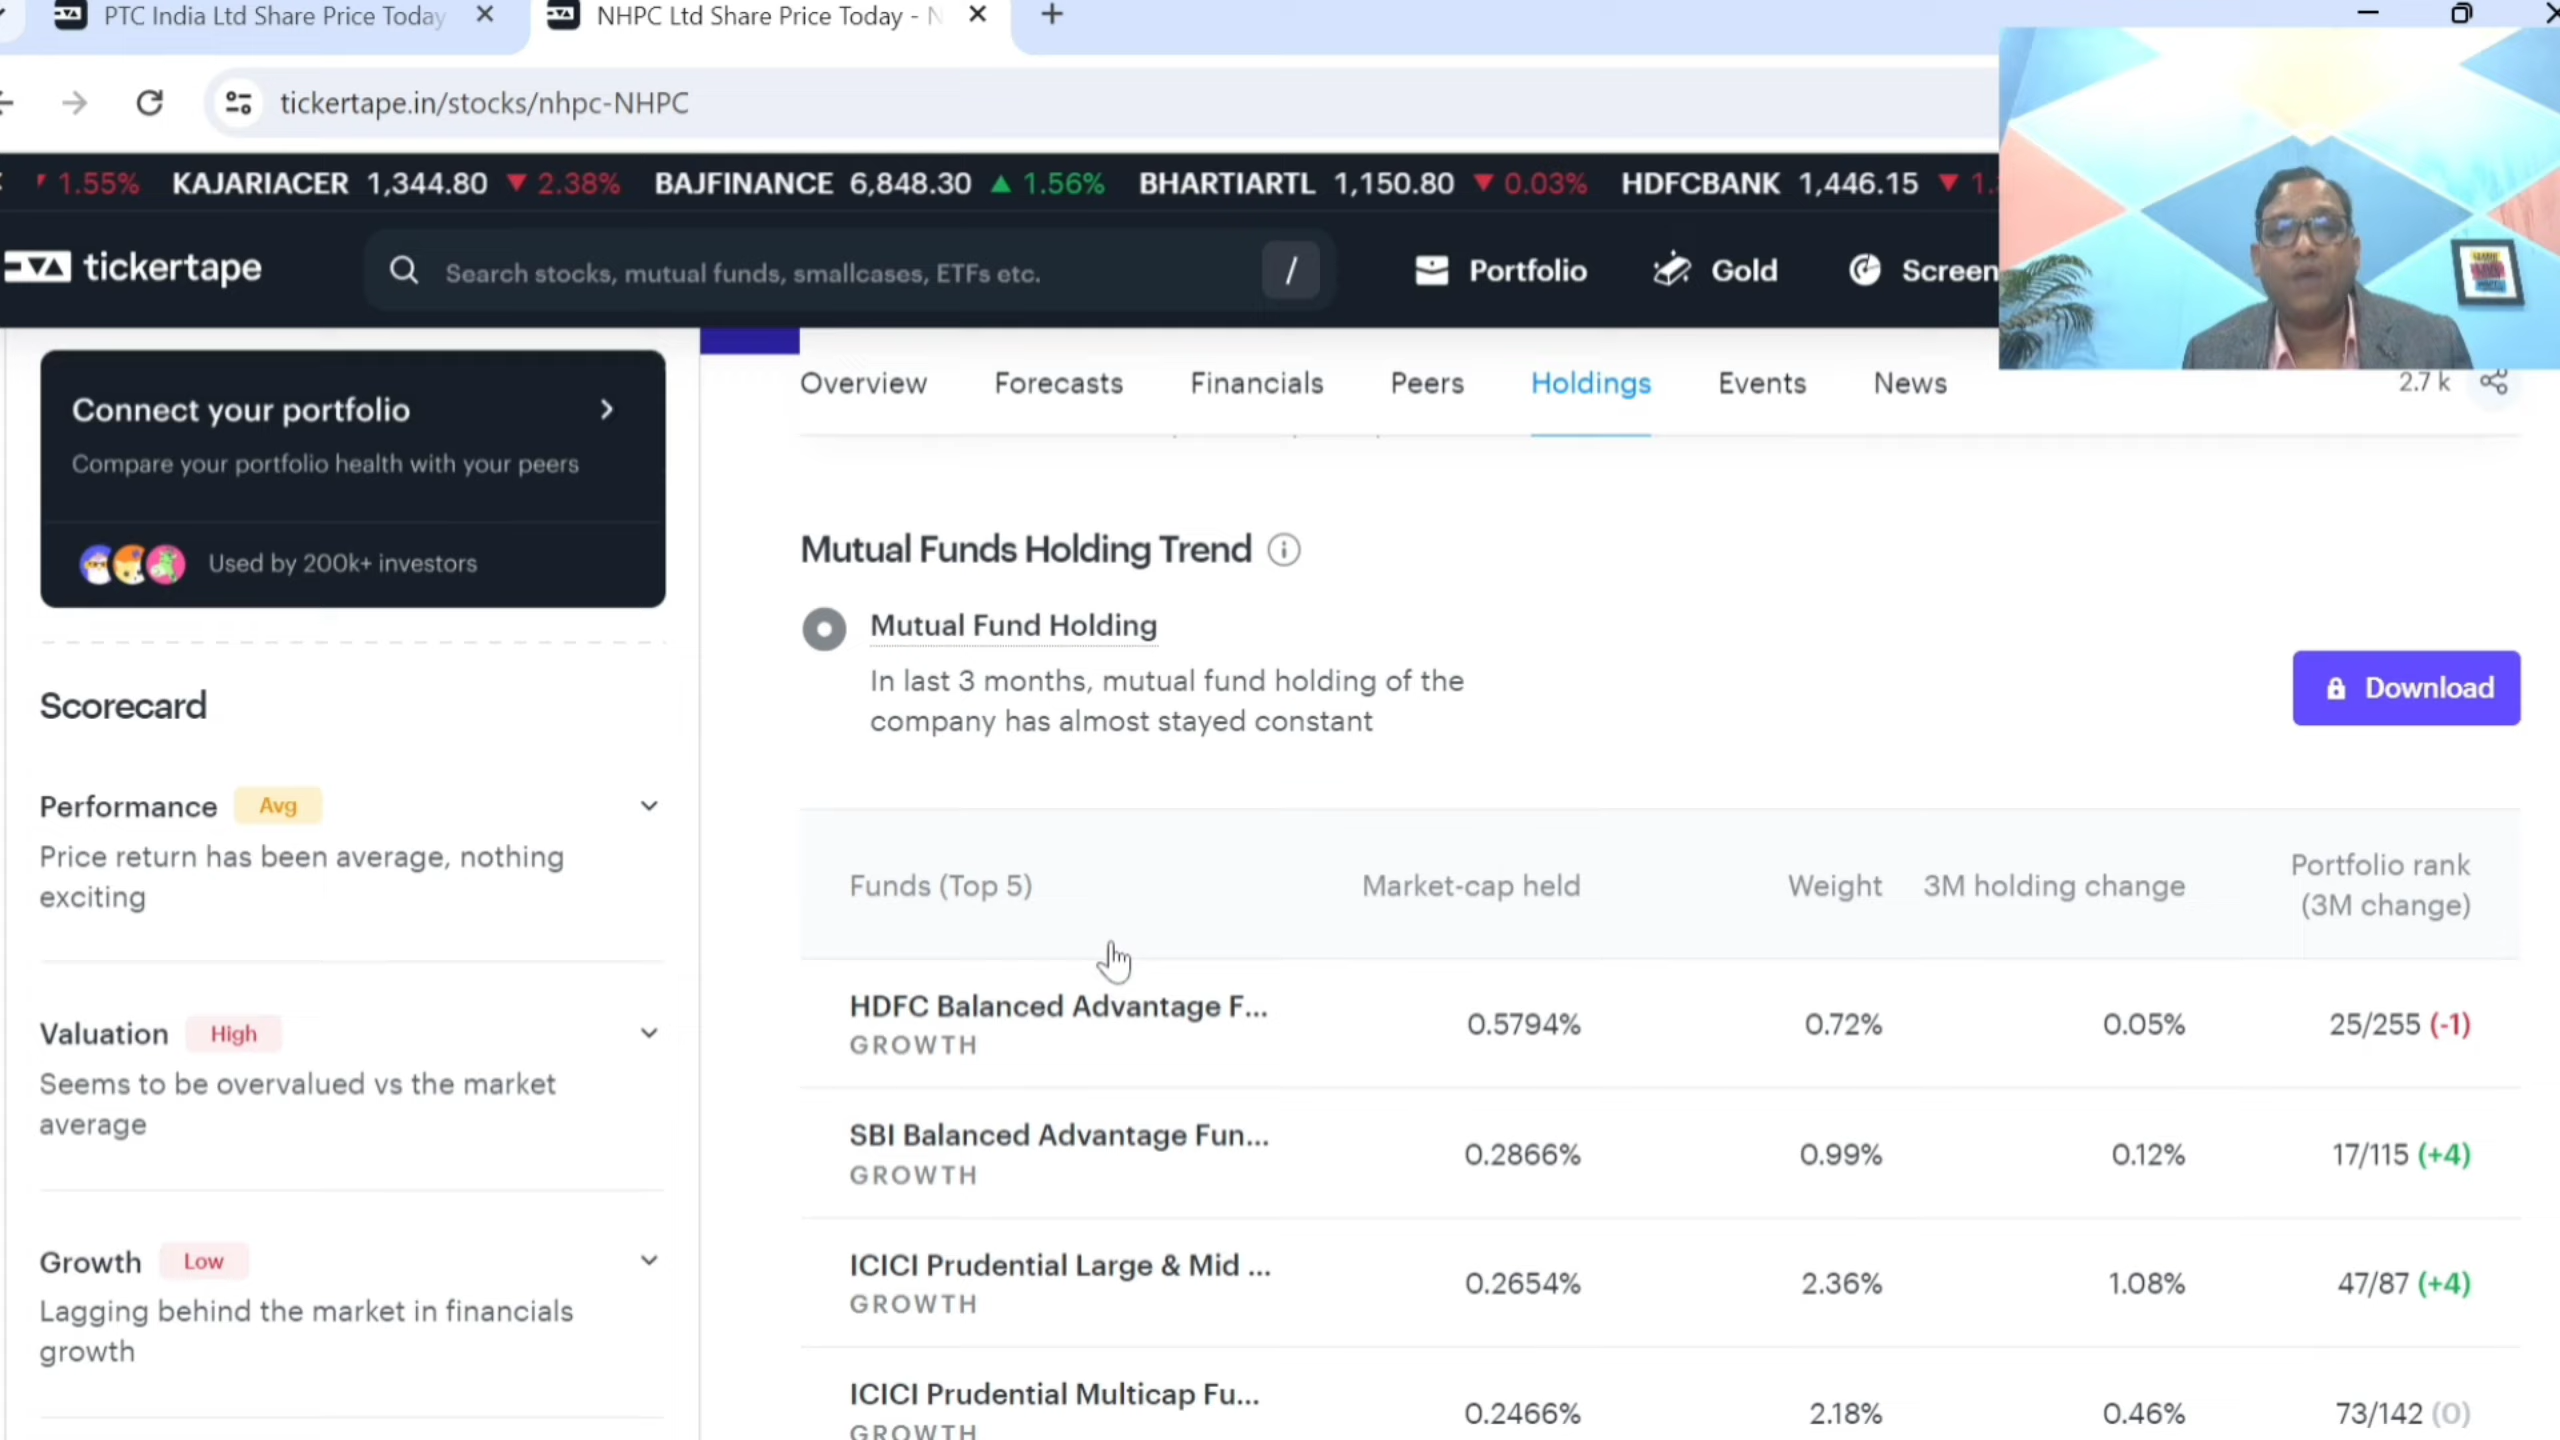 PTC India Ltd Share Price Today
NHPC Ltd Share Price Today - N
tickertape.in/stocks/nhpc-NHPC
1.55% KAJARIACER 1,344.80 ▼ 2.38% BAJFINANCE 6,848.30 ▲ 1.56% BHARTIARTL 1,150.80 ▼ 0.03% HDFCBANK 1,446.15 ▼ 1.
tickertape
Search stocks, mutual funds, smallcases, ETFs etc.
/
Portfolio
Gold
Screen
Connect your portfolio
Compare your portfolio health with your peers
Used by 200k+ investors
Scorecard
Performance Avg
Price return has been average, nothing
exciting
Valuation High
Seems to be overvalued vs the market
average
Growth Low
Lagging behind the market in financials
growth
Overview Forecasts Financials Peers Holdings Events News
2.7 k
Mutual Funds Holding Trend
Mutual Fund Holding
In last 3 months, mutual fund holding of the
company has almost stayed constant
Download
Funds (Top 5) Market-cap held Weight 3M holding change Portfolio rank
(3M change)
HDFC Balanced Advantage F... 0.5794% 0.72% 0.05% 25/255 (-1)
GROWTH
SBI Balanced Advantage Fun... 0.2866% 0.99% 0.12% 17/115 (+4)
GROWTH
ICICI Prudential Large & Mid ... 0.2654% 2.36% 1.08% 47/87 (+4)
GROWTH
ICICI Prudential Multicap Fu... 0.2466% 2.18% 0.46% 73/142 (0)
GROWTH